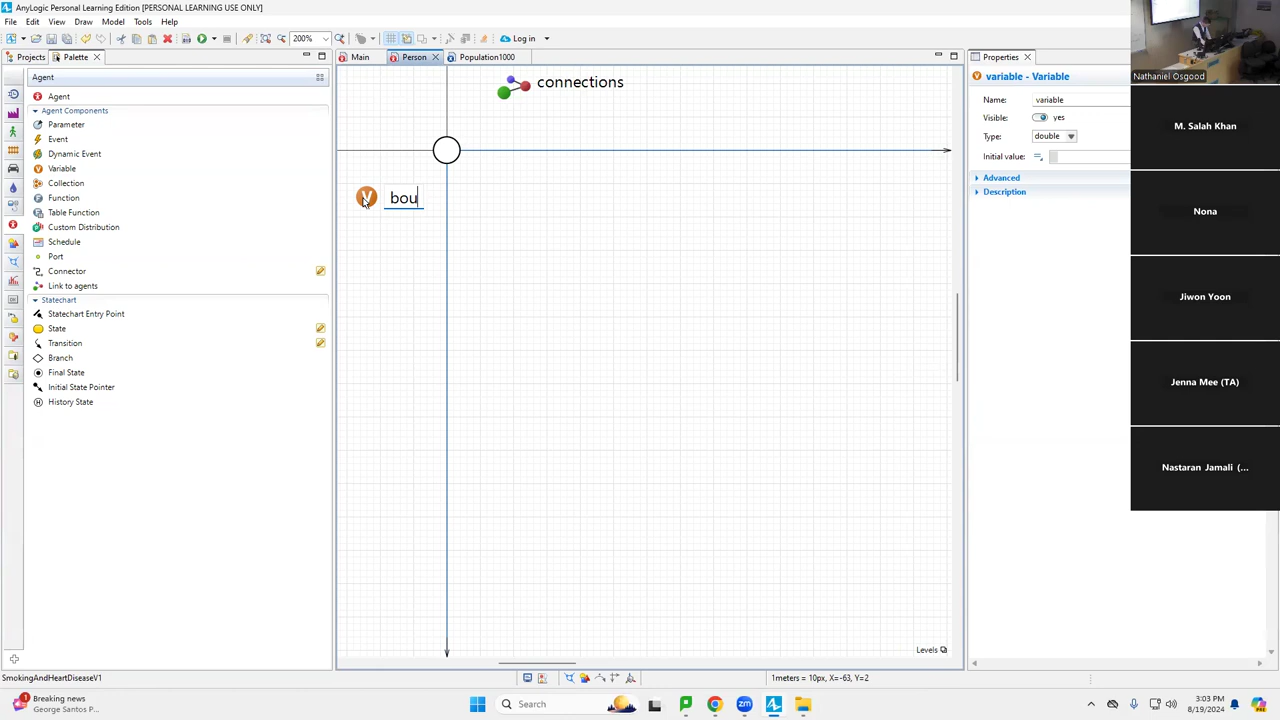 AnyLogic Personal Learning Edition [PERSONAL LEARNING USE ONLY]
File Edit View Draw Model Tools Help
200% Log in
Projects Palette Main Person Population1000 Properties
Agent
Agent
Agent Components
Parameter
Event
Dynamic Event
Variable
Collection
Function
Table Function
Custom Distribution
Schedule
Port
Connector
Link to agents
Statechart
Statechart Entry Point
State
Transition
Branch
Final State
Initial State Pointer
History State
connections
V bou
Levels
variable - Variable
Name: variable
Visible: yes
Type: double
Initial value:
Advanced
Description
Nathaniel Osgood
M. Salah Khan
Nona
Jiwon Yoon
Jenna Mee (TA)
Nastaran Jamali (...
SmokingAndHeartDiseaseV1
1meters = 10px, X=-63, Y=2
1
Breaking news
George Santos P...
Search
zm
3:03 PM
8/19/2024